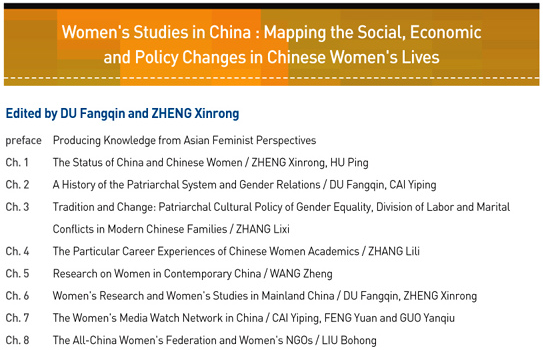 Women's Studies in China : Mapping the Social, Economic
and Policy Changes in Chinese Women's Lives
Edited by DU Fangqin and ZHENG Xinrong
preface Producing Knowledge from Asian Feminist Perspectives
Ch. 1 The Status of China and Chinese Women / ZHENG Xinrong, HU Ping
Ch. 2 A History of the Patriarchal System and Gender Relations / DU Fangqin, CAI Yiping
Ch. 3 Tradition and Change: Patriarchal Cultural Policy of Gender Equality, Division of Labor and Marital
Conflicts in Modern Chinese Families / ZHANG Lixi
Ch. 4 The Particular Career Experiences of Chinese Women Academics / ZHANG Lili
Ch. 5 Research on Women in Contemporary China / WANG Zheng
Ch. 6 Women's Research and Women's Studies in Mainland China / DU Fangqin, ZHENG Xinrong
Ch. 7 The Women's Media Watch Network in China / CAI Yiping, FENG Yuan and GUO Yanqiu
Ch. 8 The All-China Women's Federation and Women's NGOs / LIU Bohong